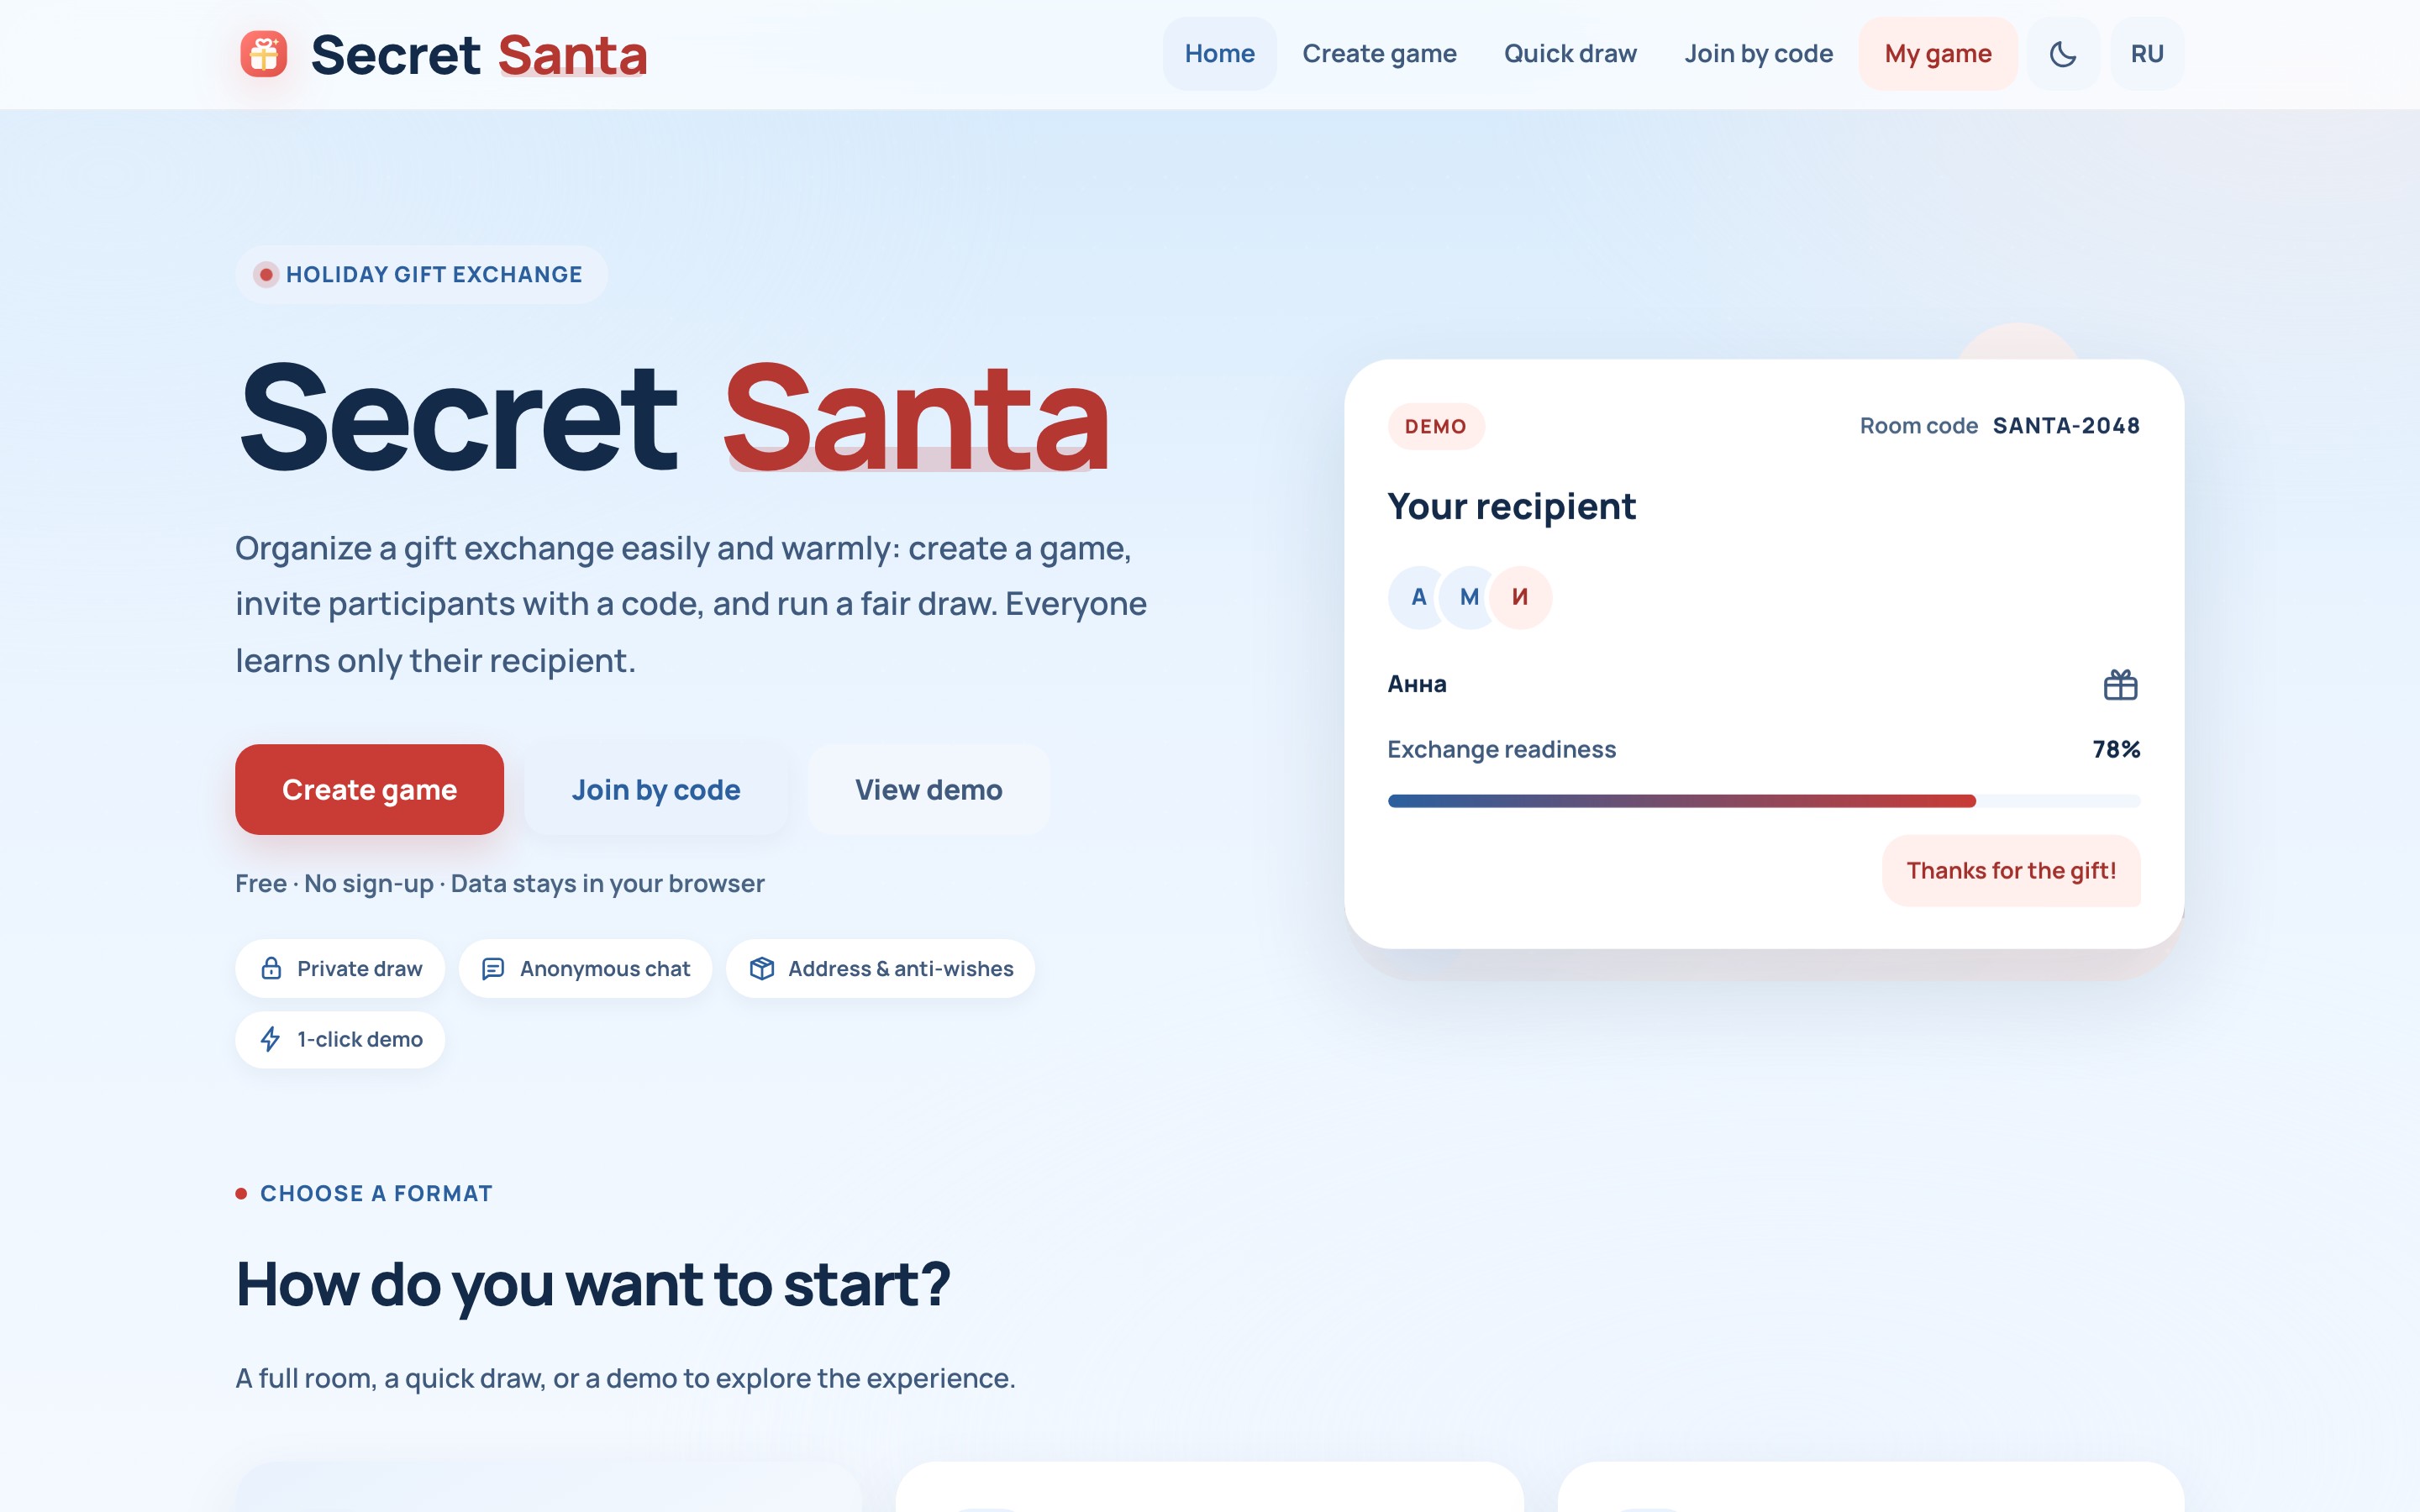 Secret Santa
Home
Create game
Quick draw
Join by code
My game
RU
HOLIDAY GIFT EXCHANGE
Secret Santa
Organize a gift exchange easily and warmly: create a game,
invite participants with a code, and run a fair draw. Everyone
learns only their recipient.
Create game
Join by code
View demo
Free · No sign-up · Data stays in your browser
Private draw
Anonymous chat
Address & anti-wishes
1-click demo
DEMO
Room code SANTA-2048
Your recipient
А
М
И
Анна
Exchange readiness
78%
Thanks for the gift!
CHOOSE A FORMAT
How do you want to start?
A full room, a quick draw, or a demo to explore the experience.